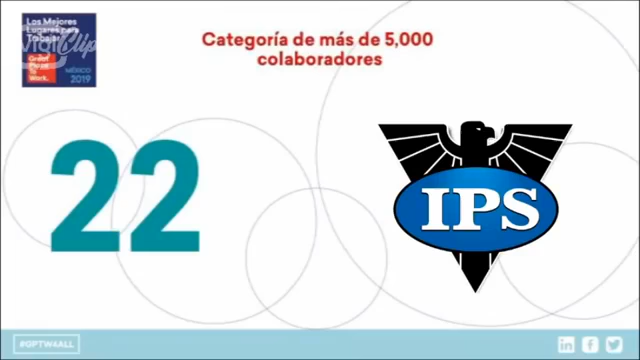 Los Mejores
Lugares para
Trabajar
Great
Place
To
Work.
MÉXICO
2019
Categoría de más de 5,000
colaboradores
22
IPS
#GPTW4ALL